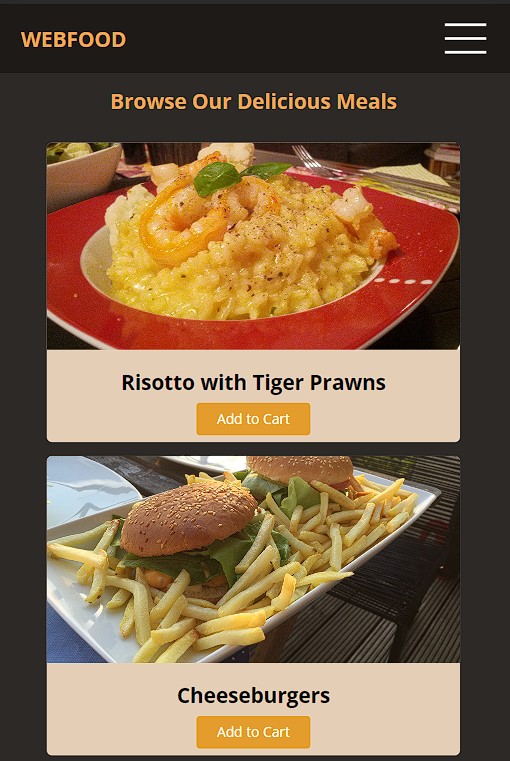 WEBFOOD
Browse Our Delicious Meals
Risotto with Tiger Prawns
Add to Cart
Cheeseburgers
Add to Cart